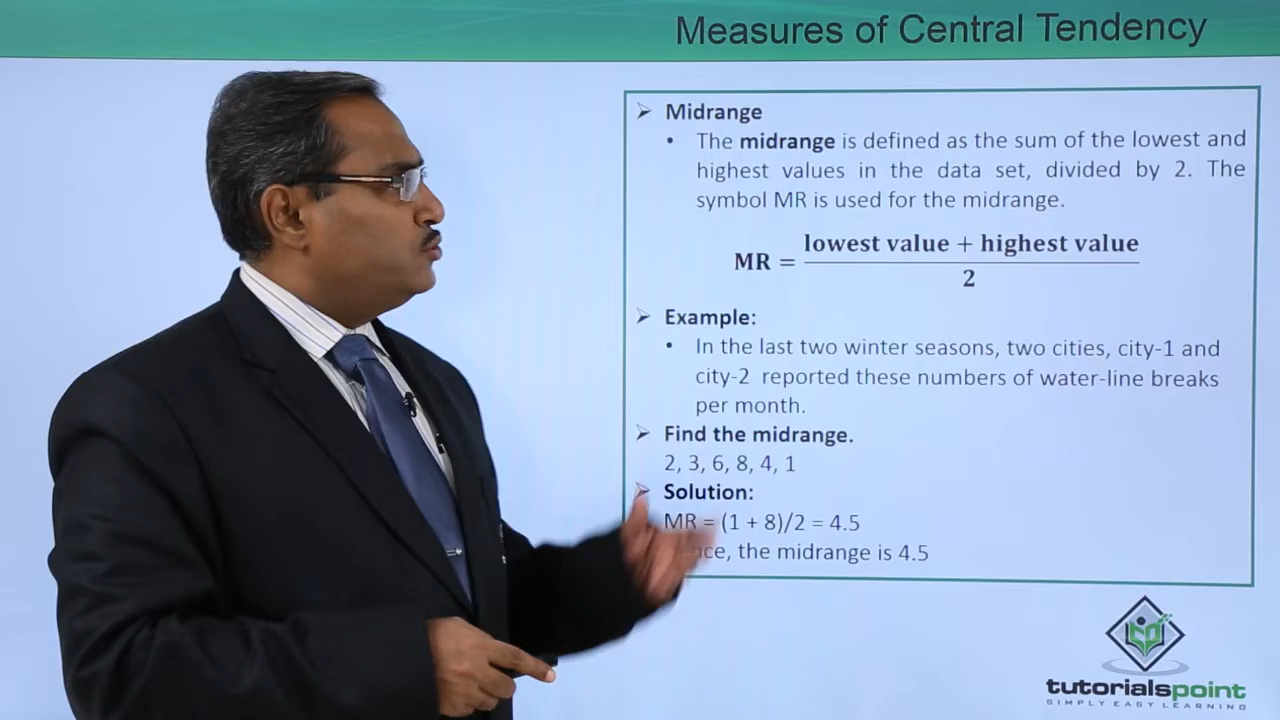 Measures of Central Tendency
➢ Midrange
• The midrange is defined as the sum of the lowest and
highest values in the data set, divided by 2. The
symbol MR is used for the midrange.
MR = (lowest value + highest value) / 2
➢ Example:
• In the last two winter seasons, two cities, city-1 and
city-2 reported these numbers of water-line breaks
per month.
➢ Find the midrange.
2, 3, 6, 8, 4, 1
➢ Solution:
MR = (1 + 8)/2 = 4.5
the midrange is 4.5
tutorialspoint
SIMPLY EASY LEARNING